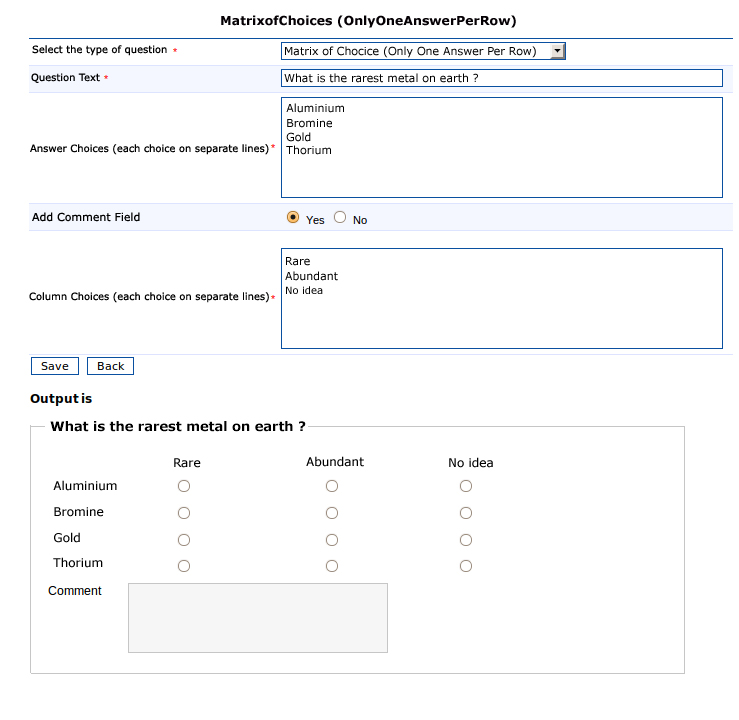 MatrixofChoices (OnlyOneAnswerPerRow)
Select the type of question * Matrix of Chocice (Only One Answer Per Row)
Question Text * What is the rarest metal on earth ?
Answer Choices (each choice on separate lines)*
Aluminium
Bromine
Gold
Thorium
Add Comment Field Yes No
Column Choices (each choice on separate lines)*
Rare
Abundant
No idea
Save Back
Output is
What is the rarest metal on earth ?
Rare Abundant No idea
Aluminium
Bromine
Gold
Thorium
Comment